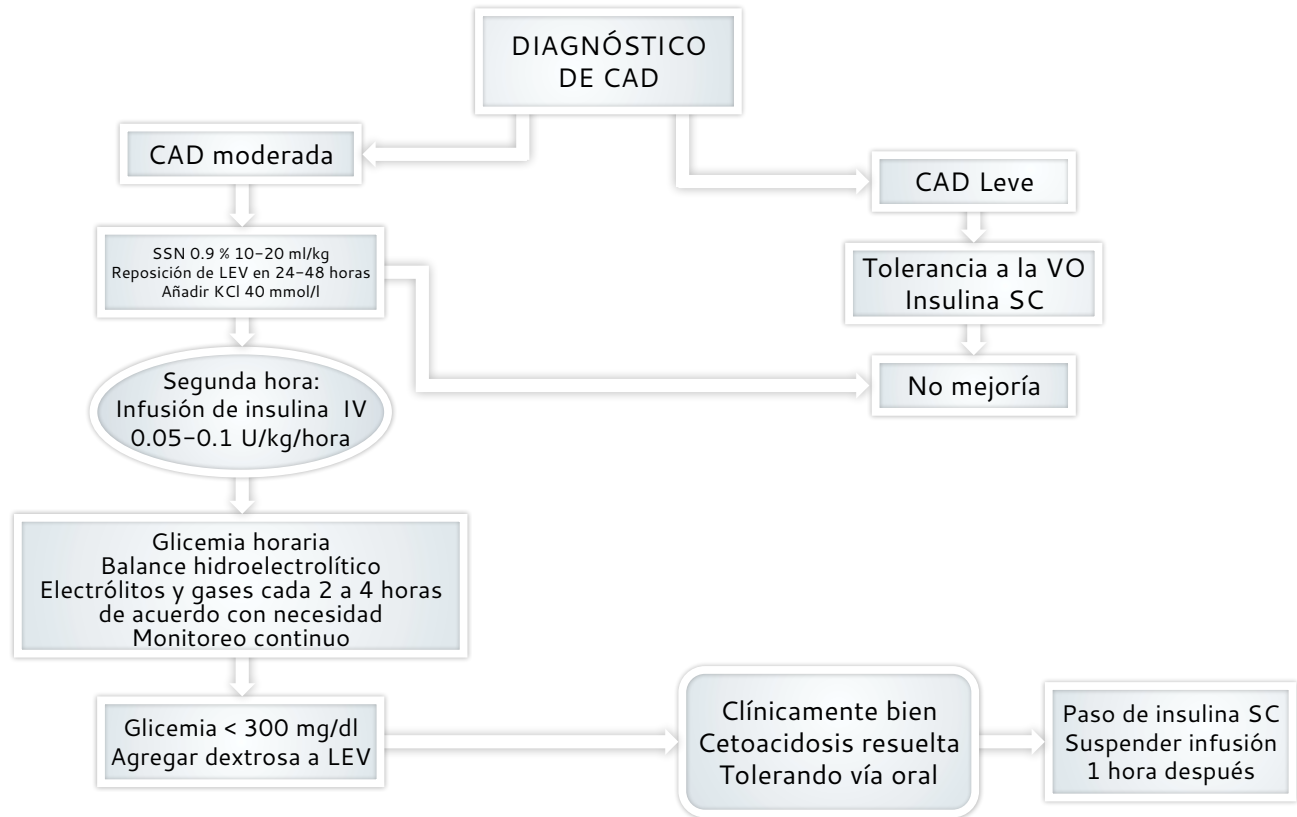 DIAGNÓSTICO
DE CAD
CAD moderada
CAD Leve
SSN 0.9 % 10-20 ml/kg
Reposición de LEV en 24-48 horas
Añadir KCl 40 mmol/l
Tolerancia a la VO
Insulina SC
No mejoría
Segunda hora:
Infusión de insulina IV
0.05-0.1 U/kg/hora
Glicemia horaria
Balance hidroelectrolítico
Electrólitos y gases cada 2 a 4 horas
de acuerdo con necesidad
Monitoreo continuo
Glicemia < 300 mg/dl
Agregar dextrosa a LEV
Clínicamente bien
Cetoacidosis resuelta
Tolerando vía oral
Paso de insulina SC
Suspender infusión
1 hora después